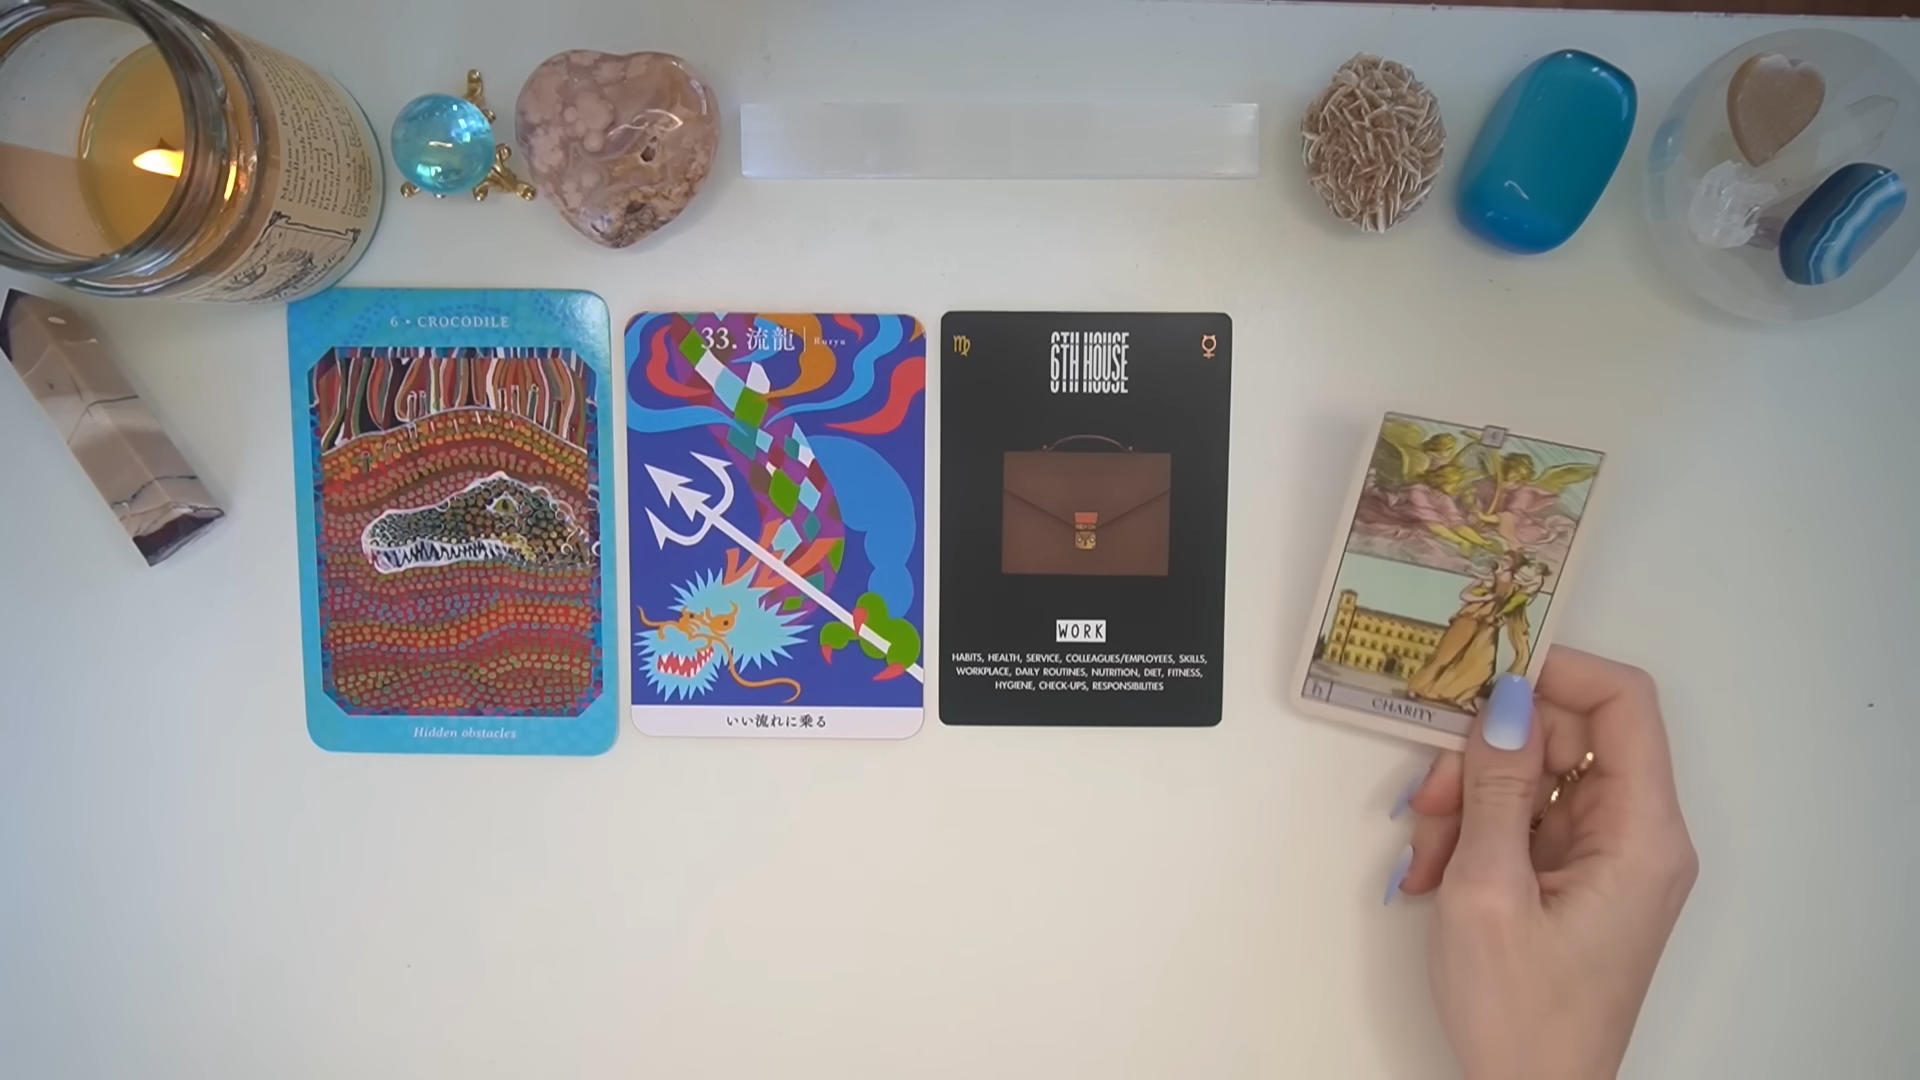 6 • CROCODILE
Hidden obstacles
33. 流龍 | Ruryu
いい流れに乗る
6TH HOUSE
WORK
HABITS, HEALTH, SERVICE, COLLEAGUES/EMPLOYEES, SKILLS,
WORKPLACE, DAILY ROUTINES, NUTRITION, DIET, FITNESS,
HYGIENE, CHECK-UPS, RESPONSIBILITIES
CHARITY